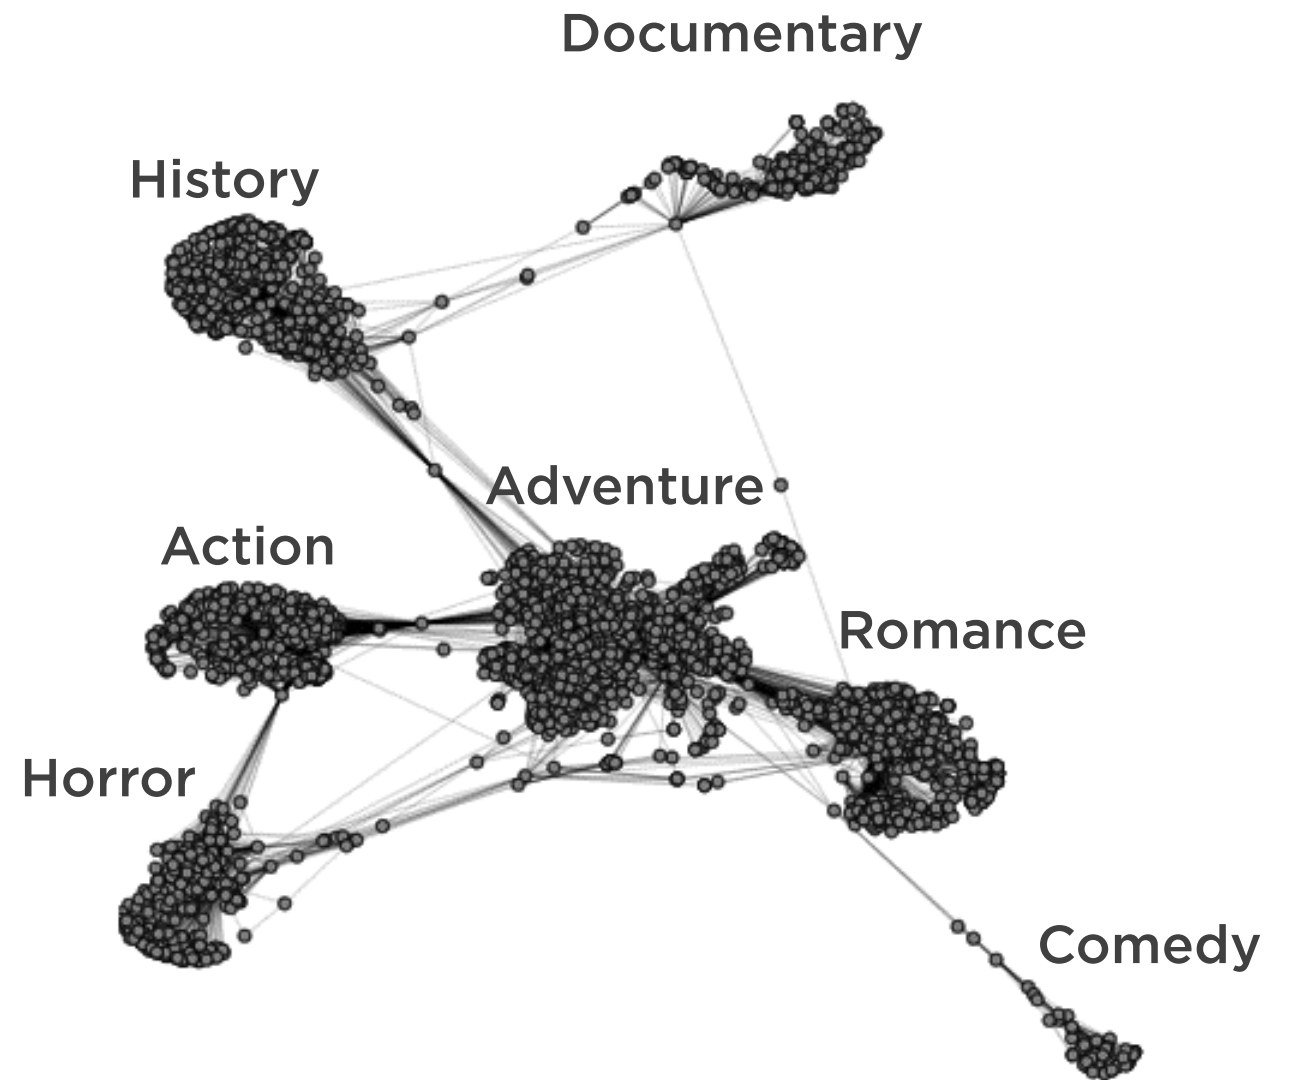 Documentary
History
Adventure
Action
Romance
Horror
Comedy